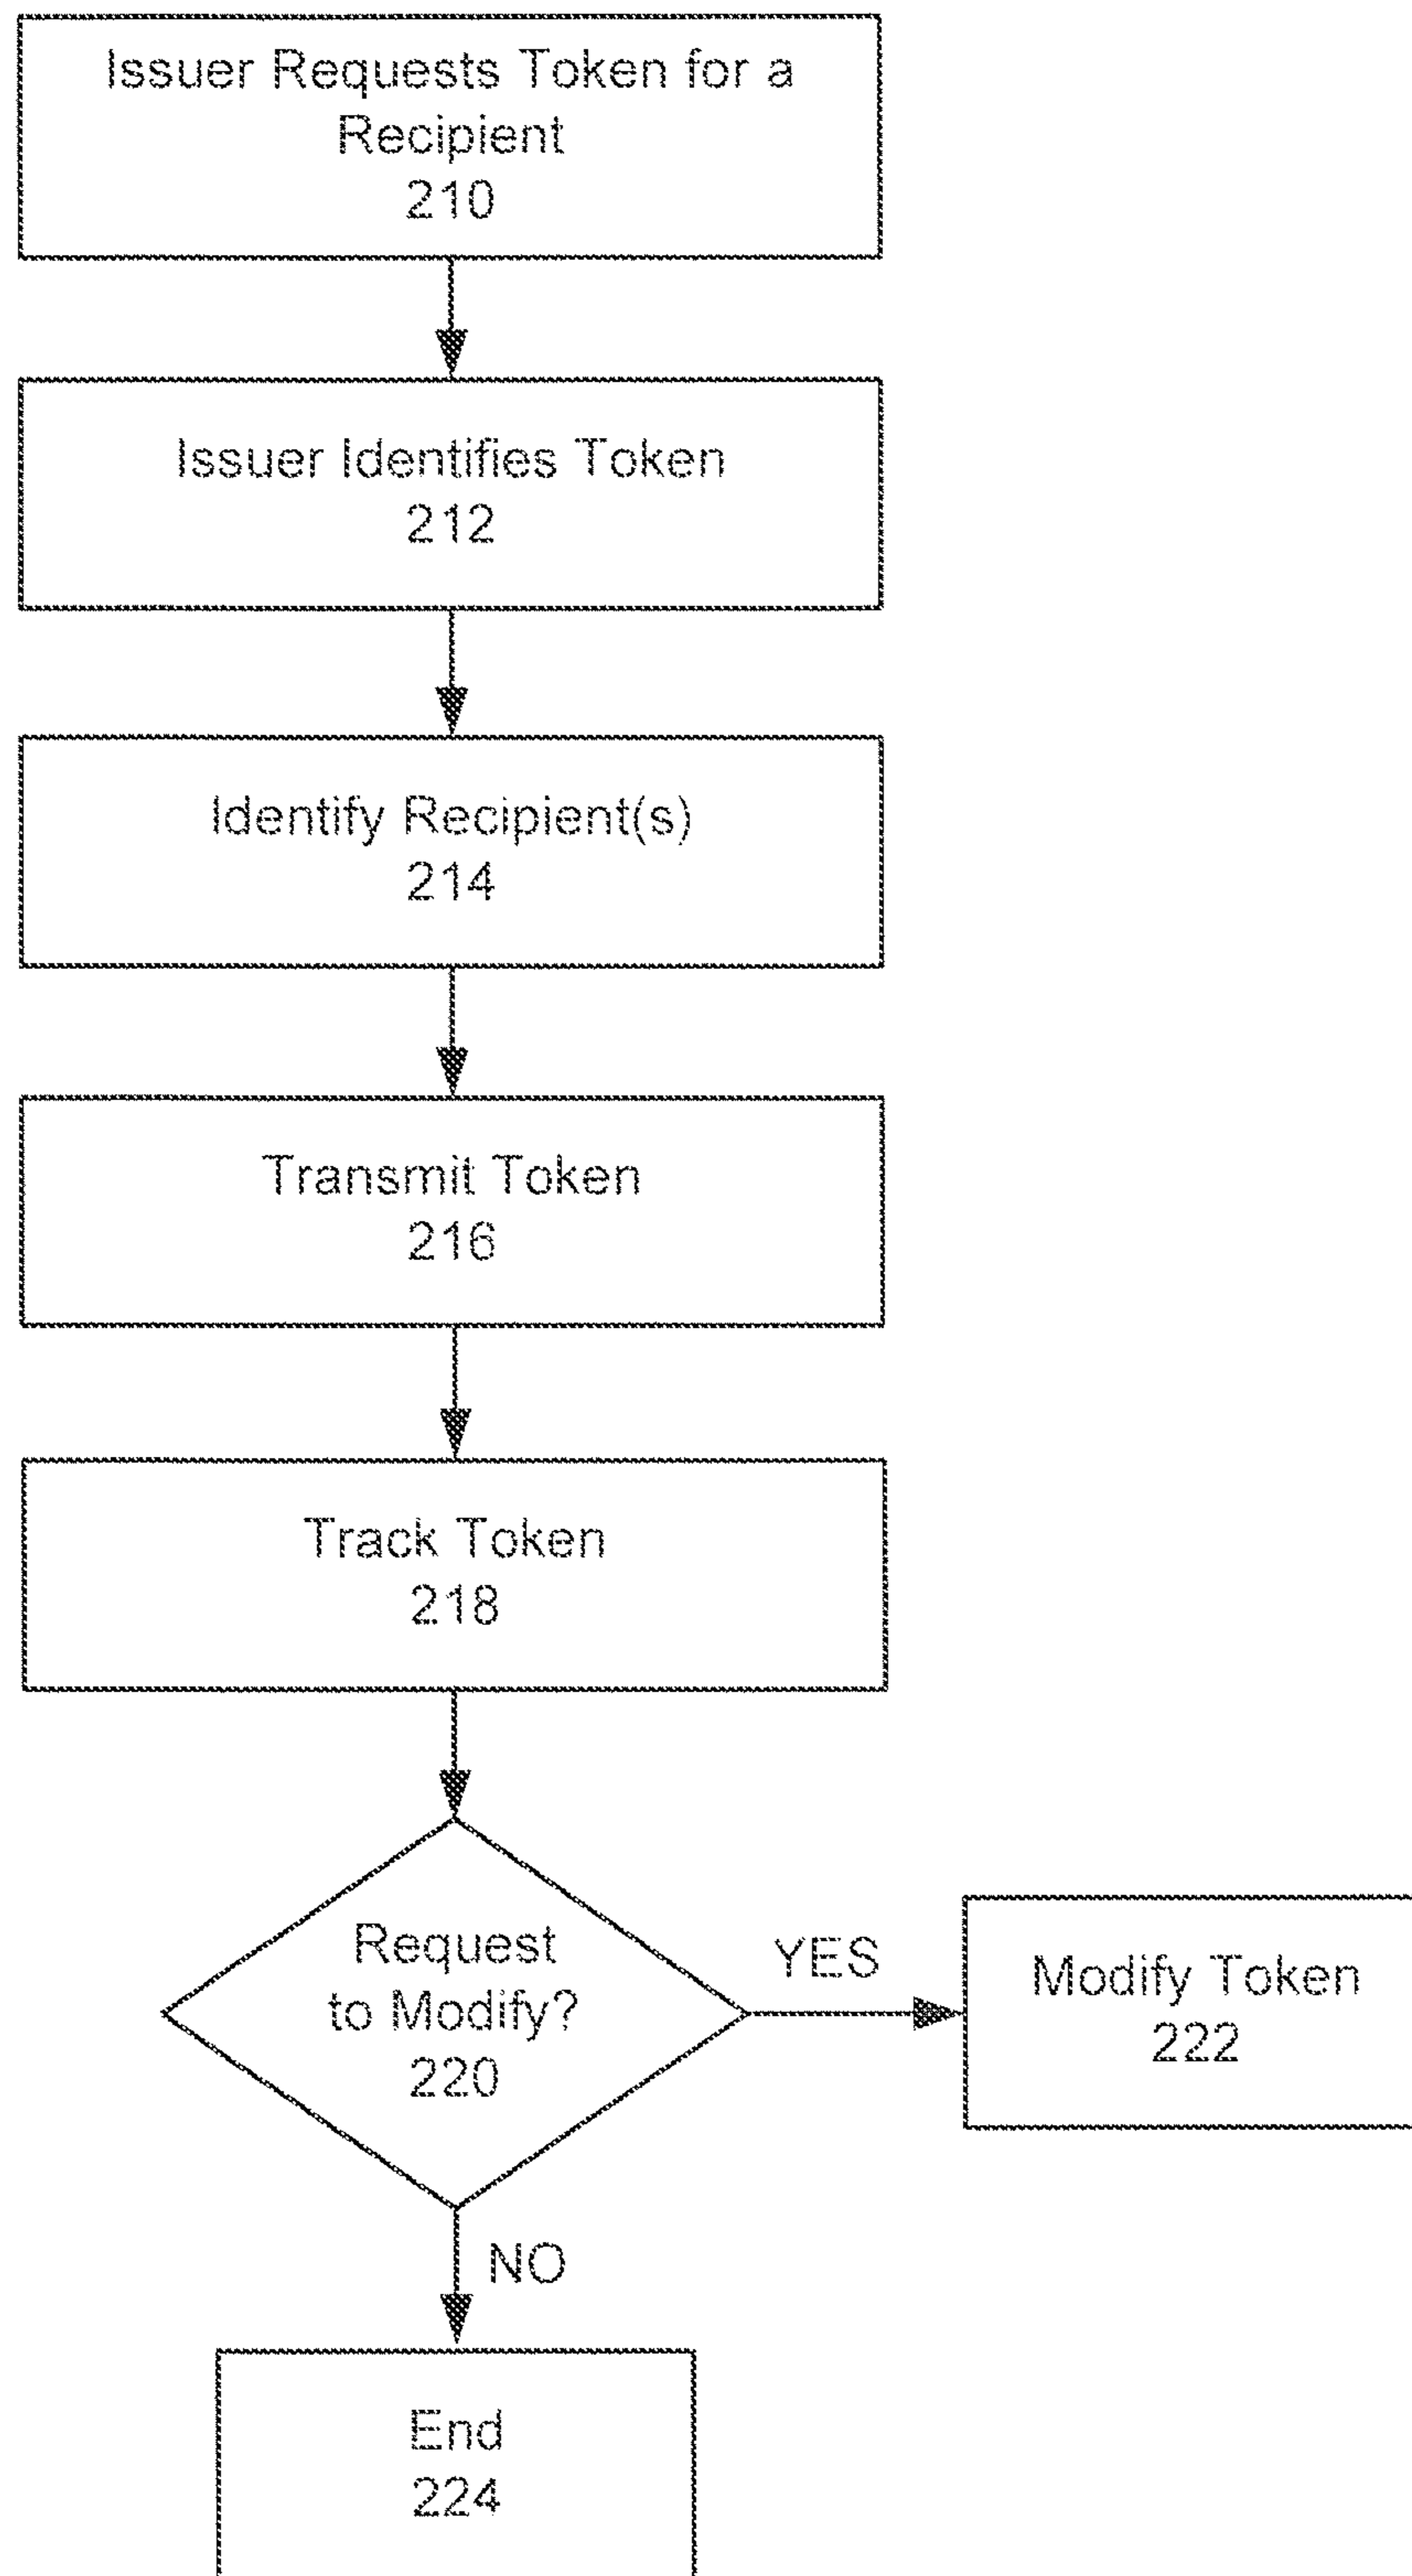 Issuer Requests Token for a
Recipient
210
Issuer Identifies Token
212
Identify Recipient(s)
214
Transmit Token
216
Track Token
218
Request
to Modify?
220
YES
Modify Token
222
NO
End
224